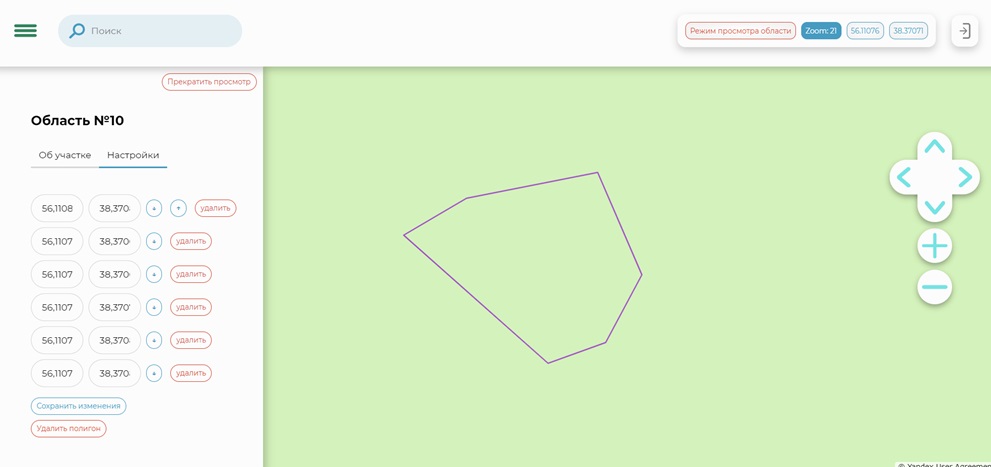 Поиск
Режим просмотра области Zoom: 21 56.11076 38.37071
Прекратить просмотр
Область №10
Об участке Настройки
56,1108 38,370 удалить
56,1107 38,370 удалить
56,1107 38,370 удалить
56,1107 38,370 удалить
56,1107 38,370 удалить
56,1107 38,370 удалить
Сохранить изменения
Удалить полигон
© Yandex User Agreemen